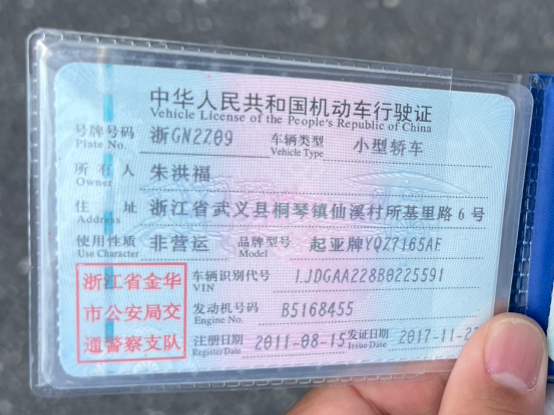 中华人民共和国机动车行驶证
Vehicle License of the People's Republic of China
号牌号码 浙GN2Z09 车辆类型 小型轿车
Plate No. Vehicle Type
所有人 朱洪福
Owner
住址 浙江省武义县桐琴镇仙溪村所基里路6号
Address
使用性质 非营运 品牌型号 起亚牌YQZ7165AF
Use Character Model
浙江省金华
市公安局交
通警察支队
车辆识别代号 LJDGAA228B0225591
VIN
发动机号码 B5168455
Engine No.
注册日期 2011-08-15 发证日期 2017-11-2
Register Date Issue Date